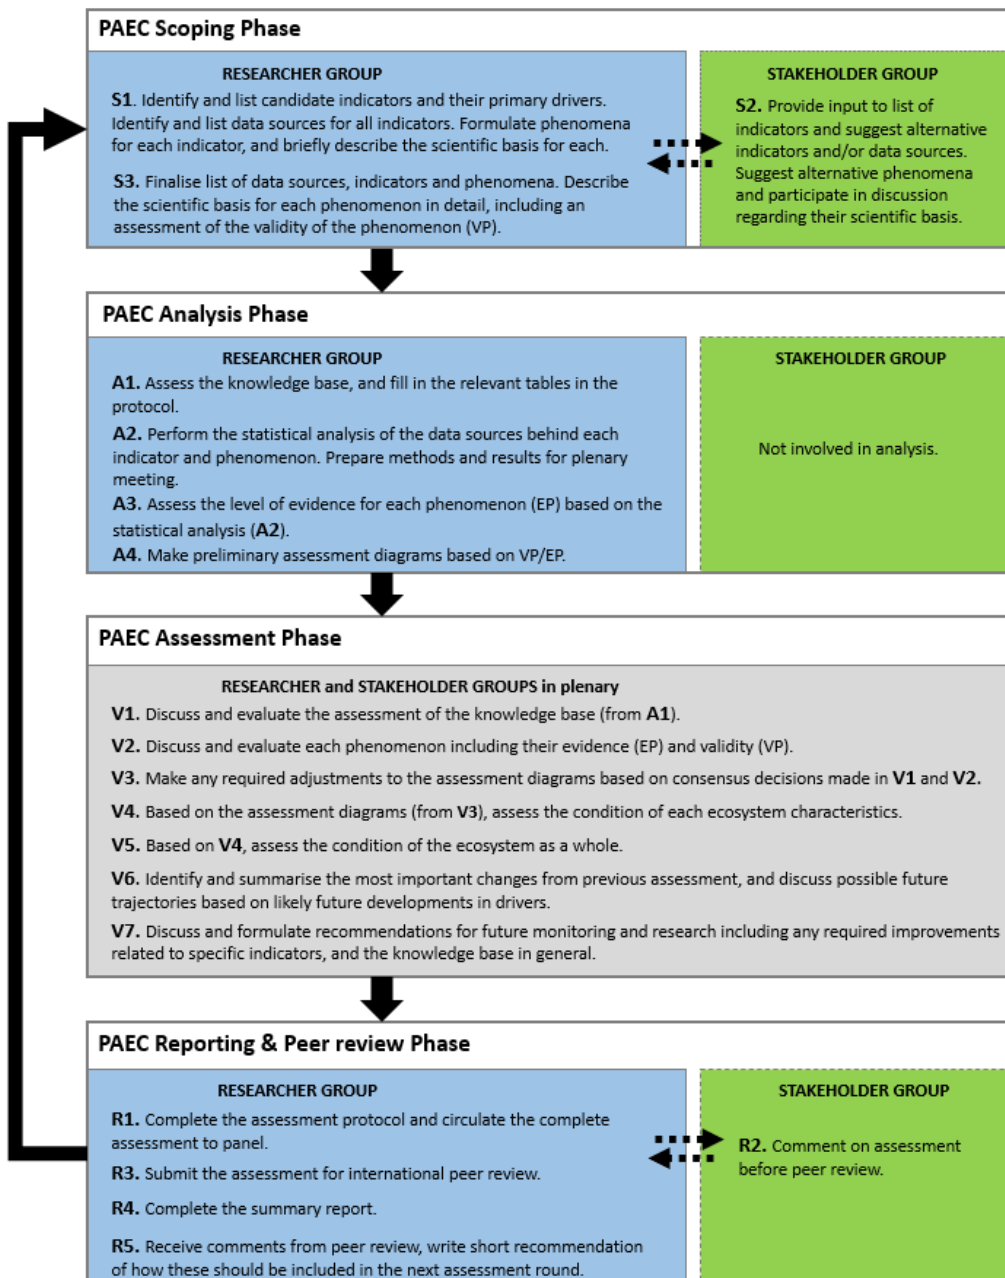 PAEC Scoping Phase
RESEARCHER GROUP
S1. Identify and list candidate indicators and their primary drivers.
Identify and list data sources for all indicators. Formulate phenomena
for each indicator, and briefly describe the scientific basis for each.
S3. Finalise list of data sources, indicators and phenomena. Describe
the scientific basis for each phenomenon in detail, including an
assessment of the validity of the phenomenon (VP).
STAKEHOLDER GROUP
S2. Provide input to list of
indicators and suggest alternative
indicators and/or data sources.
Suggest alternative phenomena
and participate in discussion
regarding their scientific basis.
PAEC Analysis Phase
RESEARCHER GROUP
A1. Assess the knowledge base, and fill in the relevant tables in the
protocol.
A2. Perform the statistical analysis of the data sources behind each
indicator and phenomenon. Prepare methods and results for plenary
meeting.
A3. Assess the level of evidence for each phenomenon (EP) based on the
statistical analysis (A2).
A4. Make preliminary assessment diagrams based on VP/EP.
STAKEHOLDER GROUP
Not involved in analysis.
PAEC Assessment Phase
RESEARCHER and STAKEHOLDER GROUPS in plenary
V1. Discuss and evaluate the assessment of the knowledge base (from A1).
V2. Discuss and evaluate each phenomenon including their evidence (EP) and validity (VP).
V3. Make any required adjustments to the assessment diagrams based on consensus decisions made in V1 and V2.
V4. Based on the assessment diagrams (from V3), assess the condition of each ecosystem characteristics.
V5. Based on V4, assess the condition of the ecosystem as a whole.
V6. Identify and summarise the most important changes from previous assessment, and discuss possible future
trajectories based on likely future developments in drivers.
V7. Discuss and formulate recommendations for future monitoring and research including any required improvements
related to specific indicators, and the knowledge base in general.
PAEC Reporting & Peer review Phase
RESEARCHER GROUP
R1. Complete the assessment protocol and circulate the complete
assessment to panel.
R3. Submit the assessment for international peer review.
R4. Complete the summary report.
R5. Receive comments from peer review, write short recommendation
of how these should be included in the next assessment round.
STAKEHOLDER GROUP
R2. Comment on assessment
before peer review.